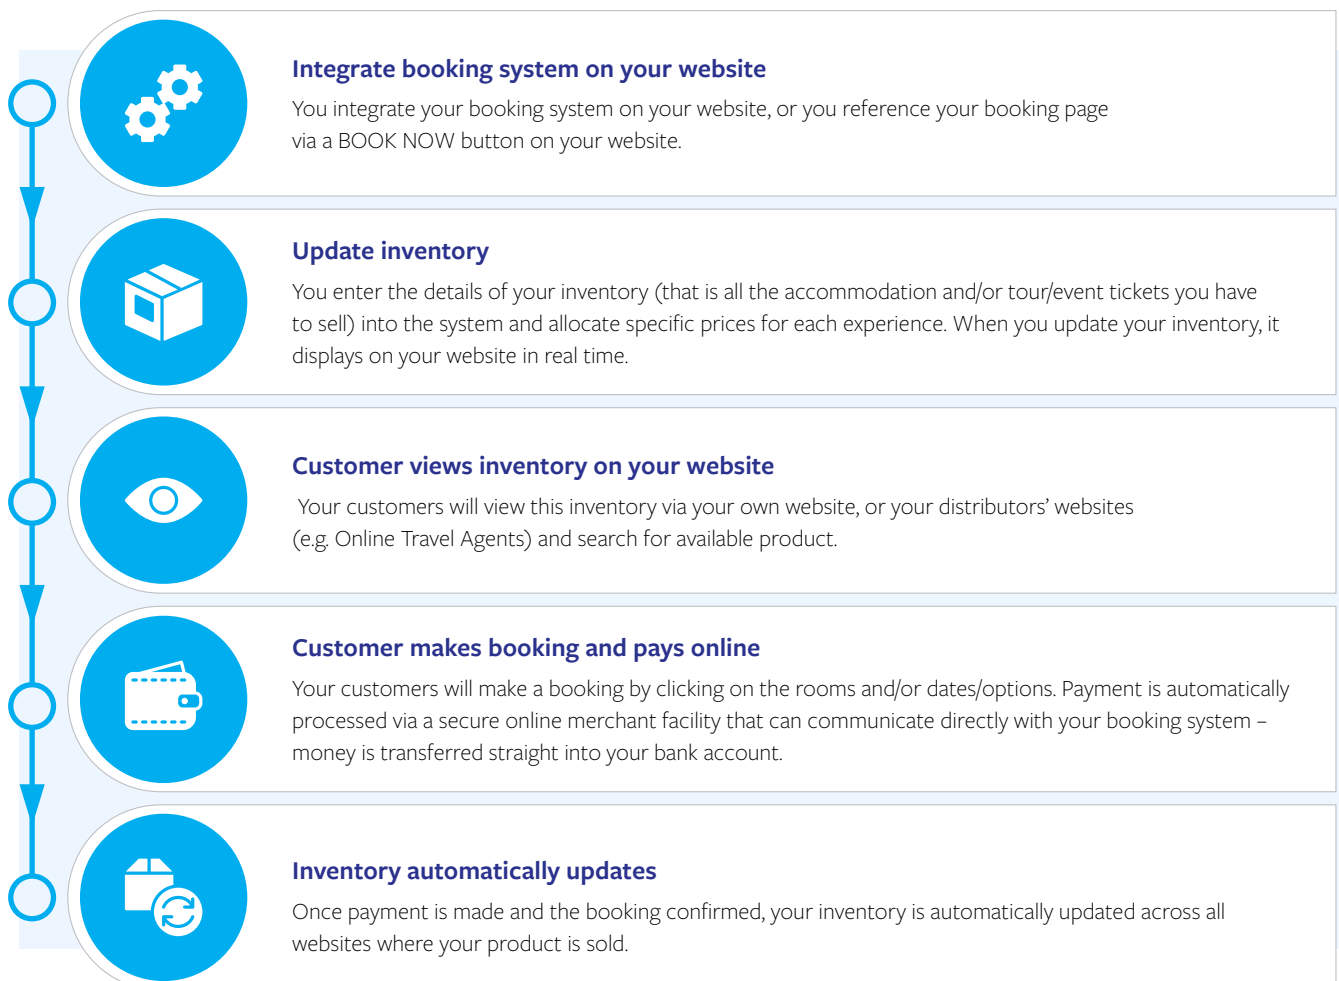 Integrate booking system on your website
You integrate your booking system on your website, or you reference your booking page
via a BOOK NOW button on your website.
Update inventory
You enter the details of your inventory (that is all the accommodation and/or tour/event tickets you have
to sell) into the system and allocate specific prices for each experience. When you update your inventory, it
displays on your website in real time.
Customer views inventory on your website
Your customers will view this inventory via your own website, or your distributors’ websites
(e.g. Online Travel Agents) and search for available product.
Customer makes booking and pays online
Your customers will make a booking by clicking on the rooms and/or dates/options. Payment is automatically
processed via a secure online merchant facility that can communicate directly with your booking system –
money is transferred straight into your bank account.
Inventory automatically updates
Once payment is made and the booking confirmed, your inventory is automatically updated across all
websites where your product is sold.